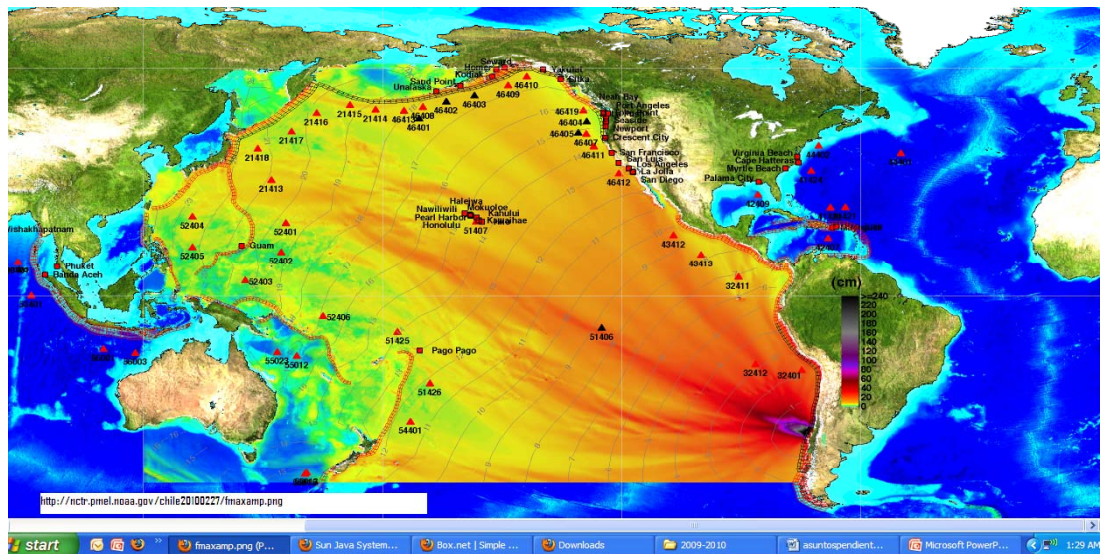 Seward
Homer
Kodiak
Yakutat
Sitka
Sand Point
Unalaska
46410
46409
46403
46402
46408
46413
46401
21414
21415
21416
21417
21418
21413
Neah Bay
Port Angeles
46419
46404
Seaside
Newport
46405
46407
Crescent City
46411
San Francisco
San Luis
Los Angeles
La Jolla
San Diego
46412
Virginia Beach
Cape Hatteras
Myrtle Beach
Palama City
44402
42409
Haleiwa
Nawiliwili
Mokuoloe
Kahului
Pearl Harbor
Kawaihae
Honolulu
51407
52404
52401
52405
Guam
52402
52403
52406
vishakhapatnam
Phuket
Banda Aceh
56003
55023
55012
51425
Pago Pago
51426
54401
51406
43412
43413
32411
32412
32401
(cm)
>=240
220
200
180
160
140
120
100
80
60
40
20
0
http://nctr.pmel.noaa.gov/chile20100227/fmaxamp.png
start
fmaxamp.png (P...
Sun Java System...
Box.net | Simple ...
Downloads
2009-2010
asuntospendient...
Microsoft PowerP...
1:29 AM